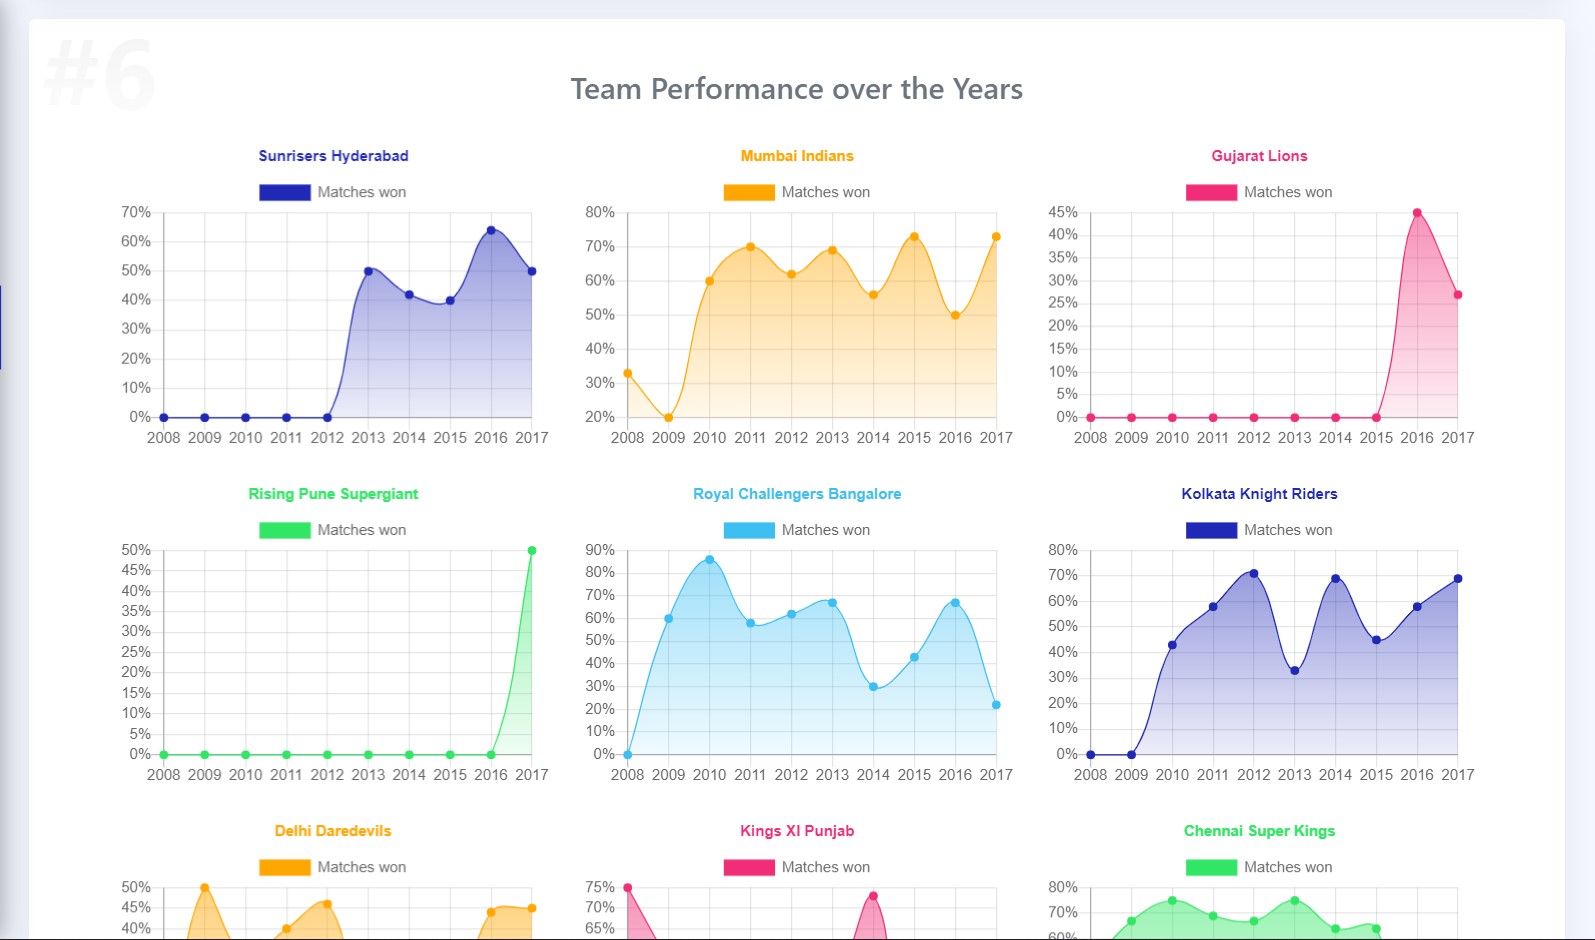 #6
Team Performance over the Years
Sunrisers Hyderabad
Matches won
70%
60%
50%
40%
30%
20%
10%
0%
2008 2009 2010 2011 2012 2013 2014 2015 2016 2017
Mumbai Indians
Matches won
80%
70%
60%
50%
40%
30%
20%
2008 2009 2010 2011 2012 2013 2014 2015 2016 2017
Gujarat Lions
Matches won
45%
40%
35%
30%
25%
20%
15%
10%
5%
0%
2008 2009 2010 2011 2012 2013 2014 2015 2016 2017
Rising Pune Supergiant
Matches won
50%
45%
40%
35%
30%
25%
20%
15%
10%
5%
0%
2008 2009 2010 2011 2012 2013 2014 2015 2016 2017
Royal Challengers Bangalore
Matches won
90%
80%
70%
60%
50%
40%
30%
20%
10%
0%
2008 2009 2010 2011 2012 2013 2014 2015 2016 2017
Kolkata Knight Riders
Matches won
80%
70%
60%
50%
40%
30%
20%
10%
0%
2008 2009 2010 2011 2012 2013 2014 2015 2016 2017
Delhi Daredevils
Matches won
50%
45%
40%
Kings XI Punjab
Matches won
75%
70%
65%
Chennai Super Kings
Matches won
80%
70%
60%